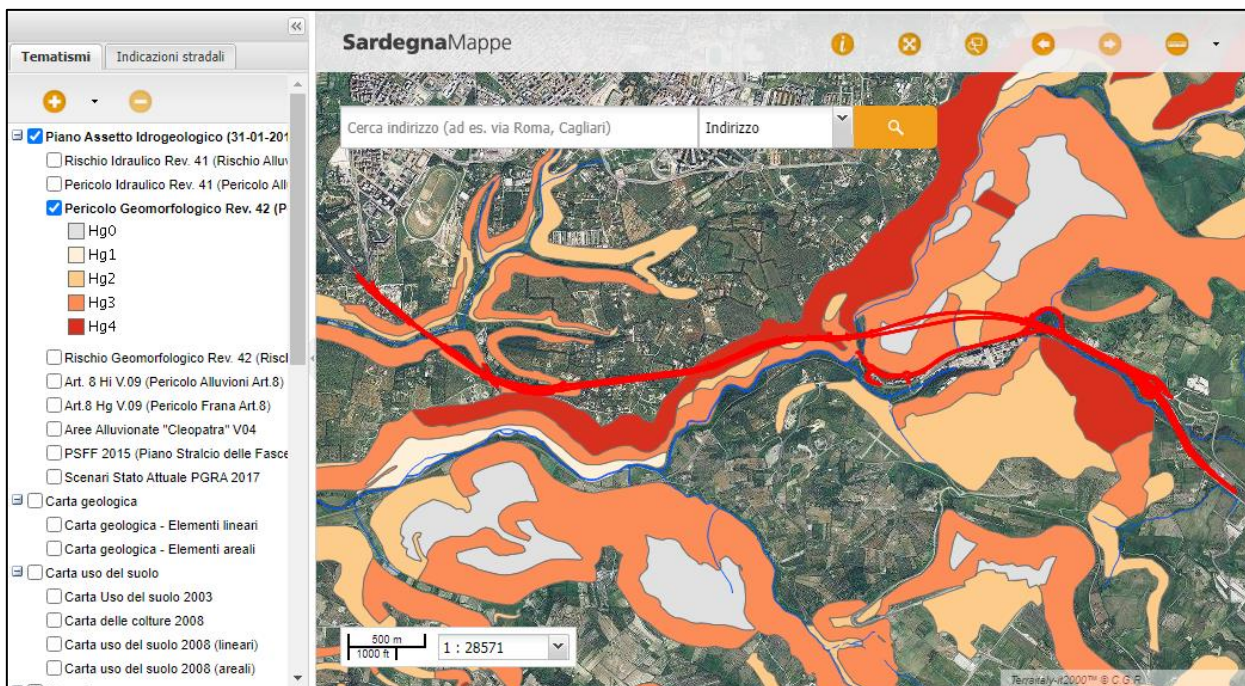 Tematismi
Indicazioni stradali
SardegnaMappe
Cerca indirizzo (ad es. via Roma, Cagliari)
Indirizzo
Piano Assetto Idrogeologico (31-01-201
Rischio Idraulico Rev. 41 (Rischio Alluv
Pericolo Idraulico Rev. 41 (Pericolo All
Pericolo Geomorfologico Rev. 42 (P
Hg0
Hg1
Hg2
Hg3
Hg4
Rischio Geomorfologico Rev. 42 (Risc
Art. 8 Hi V.09 (Pericolo Alluvioni Art.8)
Art.8 Hg V.09 (Pericolo Frana Art.8)
Aree Alluvionate "Cleopatra" V04
PSFF 2015 (Piano Stralcio delle Fasce
Scenari Stato Attuale PGRA 2017
Carta geologica
Carta geologica - Elementi lineari
Carta geologica - Elementi areali
Carta uso del suolo
Carta Uso del suolo 2003
Carta delle colture 2008
Carta uso del suolo 2008 (lineari)
Carta uso del suolo 2008 (areali)
500 m
1000 ft
1 : 28571
Terraitaly-it2000™ © C.G.R.